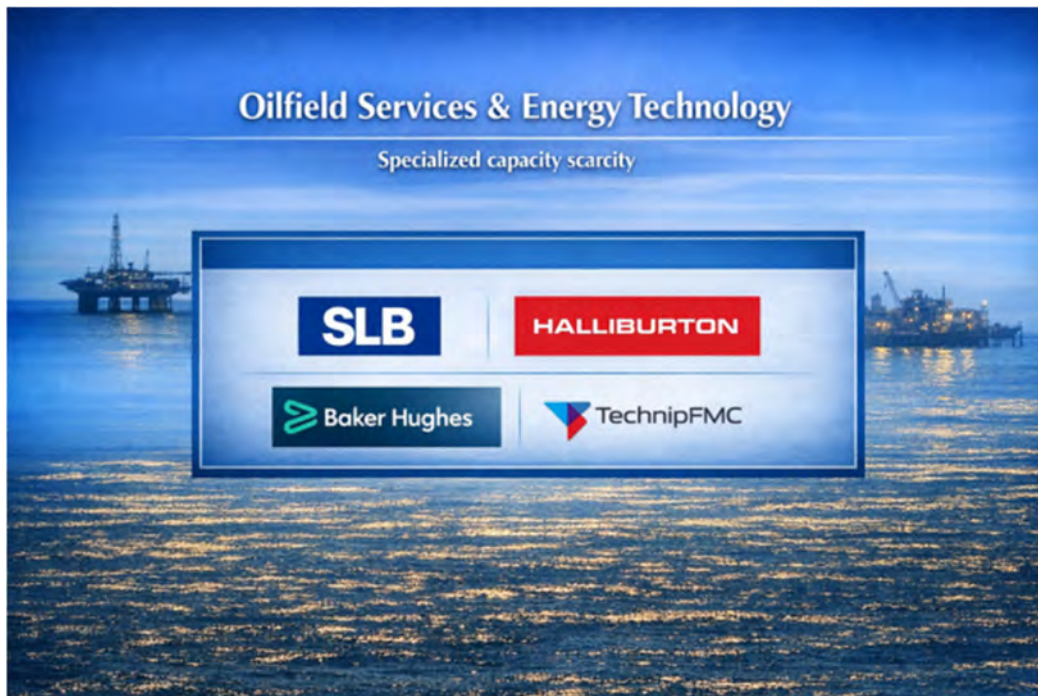 Oilfield Services & Energy Technology
Specialized capacity scarcity
SLB
HALLIBURTON
Baker Hughes
TechnipFMC